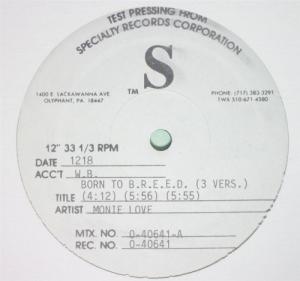 TEST PRESSING FROM
SPECIALTY RECORDS CORPORATION
S
TM
1400 E. LACKAWANNA AVE
OLYPHANT, PA. 18447
PHONE: (717) 383-3291
TWX 510-671-4580
12" 33 1/3 RPM
DATE 1218
ACC'T W.B.
BORN TO B.R.E.E.D. (3 VERS.)
TITLE (4:12) (5:56) (5:55)
ARTIST MONIE LOVE
MTX. NO. 0-40641-A
REC. NO. 0-40641